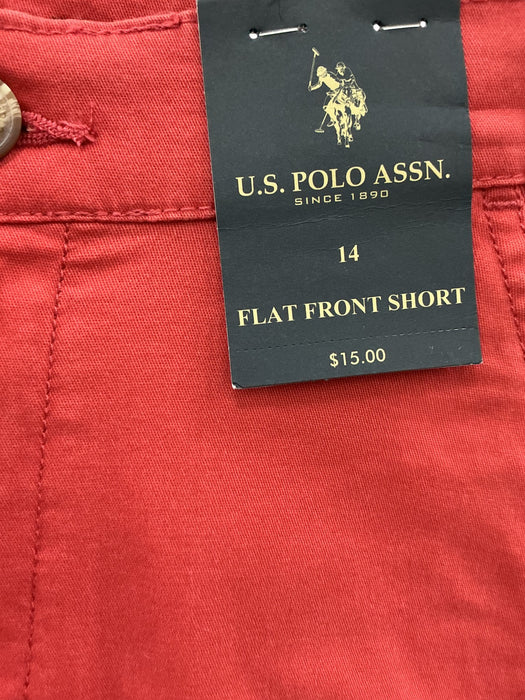 U.S. POLO ASSN.
SINCE 1890
14
FLAT FRONT SHORT
$15.00